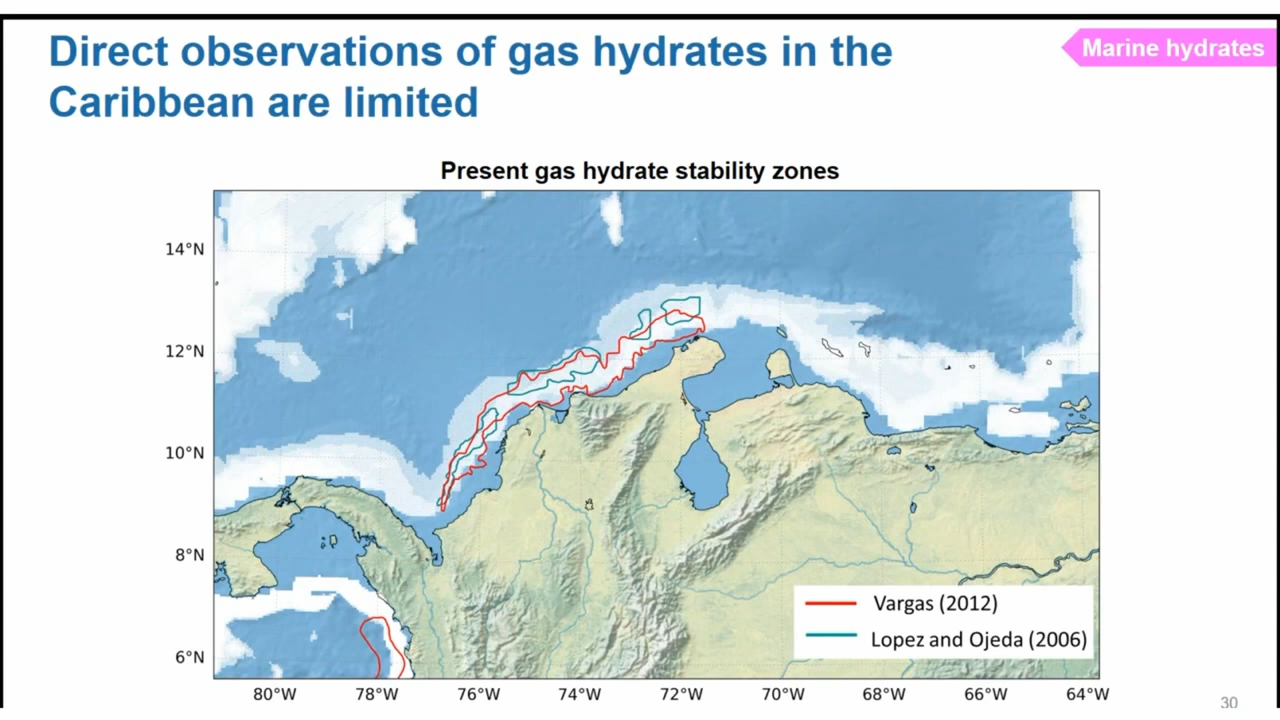 Direct observations of gas hydrates in the
Caribbean are limited
Marine hydrates
Present gas hydrate stability zones
14°N
12°N
10°N
8°N
6°N
80°W
78°W
76°W
74°W
72°W
70°W
68°W
66°W
64°W
Vargas (2012)
Lopez and Ojeda (2006)
30